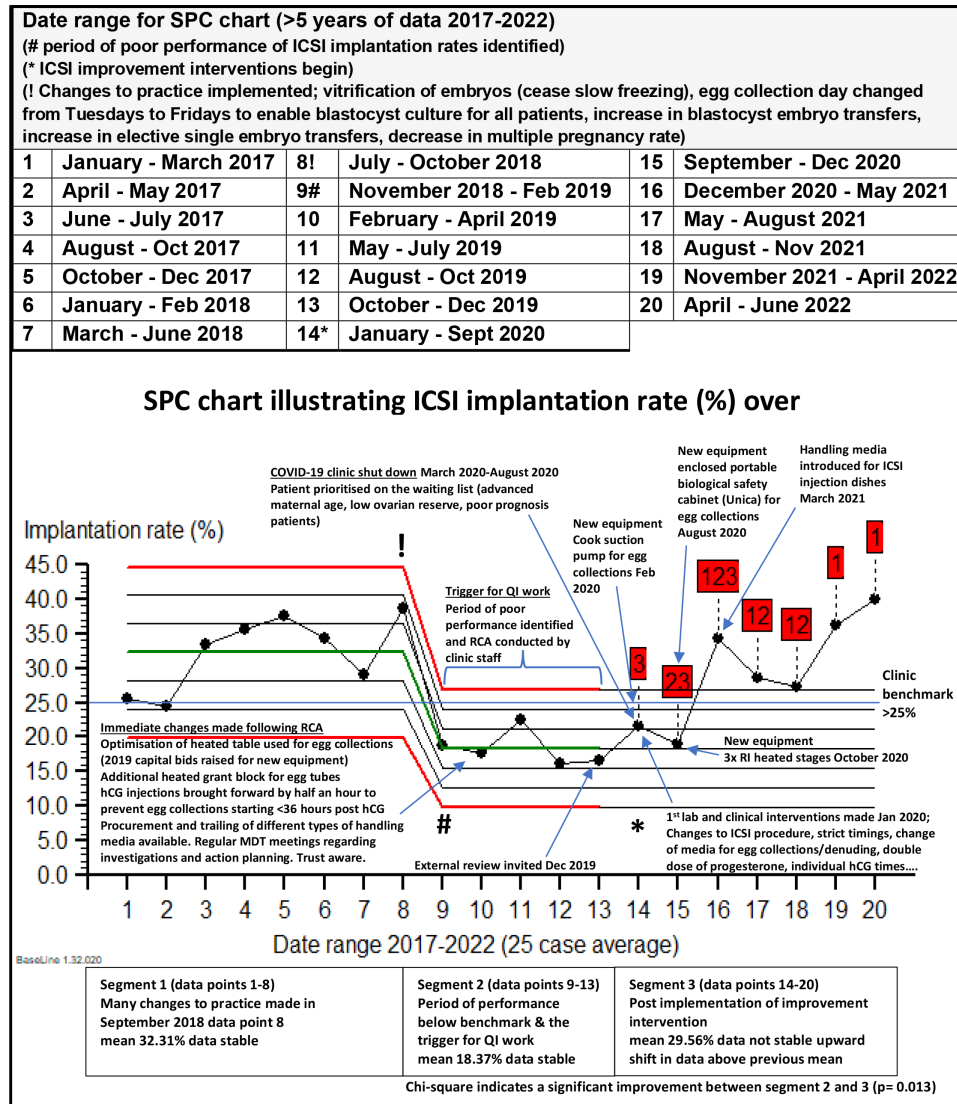 Date range for SPC chart (>5 years of data 2017-2022)
(# period of poor performance of ICSI implantation rates identified)
(* ICSI improvement interventions begin)
(! Changes to practice implemented; vitrification of embryos (cease slow freezing), egg collection day changed
from Tuesdays to Fridays to enable blastocyst culture for all patients, increase in blastocyst embryo transfers,
increase in elective single embryo transfers, decrease in multiple pregnancy rate)
1 January - March 2017 8! July - October 2018 15 September - Dec 2020
2 April - May 2017 9# November 2018 - Feb 2019 16 December 2020 - May 2021
3 June - July 2017 10 February - April 2019 17 May - August 2021
4 August - Oct 2017 11 May - July 2019 18 August - Nov 2021
5 October - Dec 2017 12 August - Oct 2019 19 November 2021 - April 2022
6 January - Feb 2018 13 October - Dec 2019 20 April - June 2022
7 March - June 2018 14* January - Sept 2020
SPC chart illustrating ICSI implantation rate (%) over
COVID-19 clinic shut down March 2020-August 2020
Patient prioritised on the waiting list (advanced
maternal age, low ovarian reserve, poor prognosis
patients)
New equipment
Cook suction
pump for egg
collections Feb
2020
New equipment
enclosed portable
biological safety
cabinet (Unica) for
egg collections
August 2020
Handling media
introduced for ICSI
injection dishes
March 2021
Implantation rate (%)
45.0
40.0
35.0
30.0
25.0
20.0
15.0
10.0
5.0
0.0
!
Trigger for QI work
Period of poor
performance identified
and RCA conducted by
clinic staff
3
23
123
12
12
1
1
Clinic
benchmark
>25%
Immediate changes made following RCA
Optimisation of heated table used for egg collections
(2019 capital bids raised for new equipment)
Additional heated grant block for egg tubes
hCG injections brought forward by half an hour to
prevent egg collections starting <36 hours post hCG
Procurement and trailing of different types of handling
media available. Regular MDT meetings regarding
investigations and action planning. Trust aware.
#
*
External review invited Dec 2019
New equipment
3x RI heated stages October 2020
1st lab and clinical interventions made Jan 2020;
Changes to ICSI procedure, strict timings, change
of media for egg collections/denuding, double
dose of progesterone, individual hCG times....
1 2 3 4 5 6 7 8 9 10 11 12 13 14 15 16 17 18 19 20
Date range 2017-2022 (25 case average)
BaseLine 1.32.020
Segment 1 (data points 1-8)
Many changes to practice made in
September 2018 data point 8
mean 32.31% data stable
Segment 2 (data points 9-13)
Period of performance
below benchmark & the
trigger for QI work
mean 18.37% data stable
Segment 3 (data points 14-20)
Post implementation of improvement
intervention
mean 29.56% data not stable upward
shift in data above previous mean
Chi-square indicates a significant improvement between segment 2 and 3 (p= 0.013)